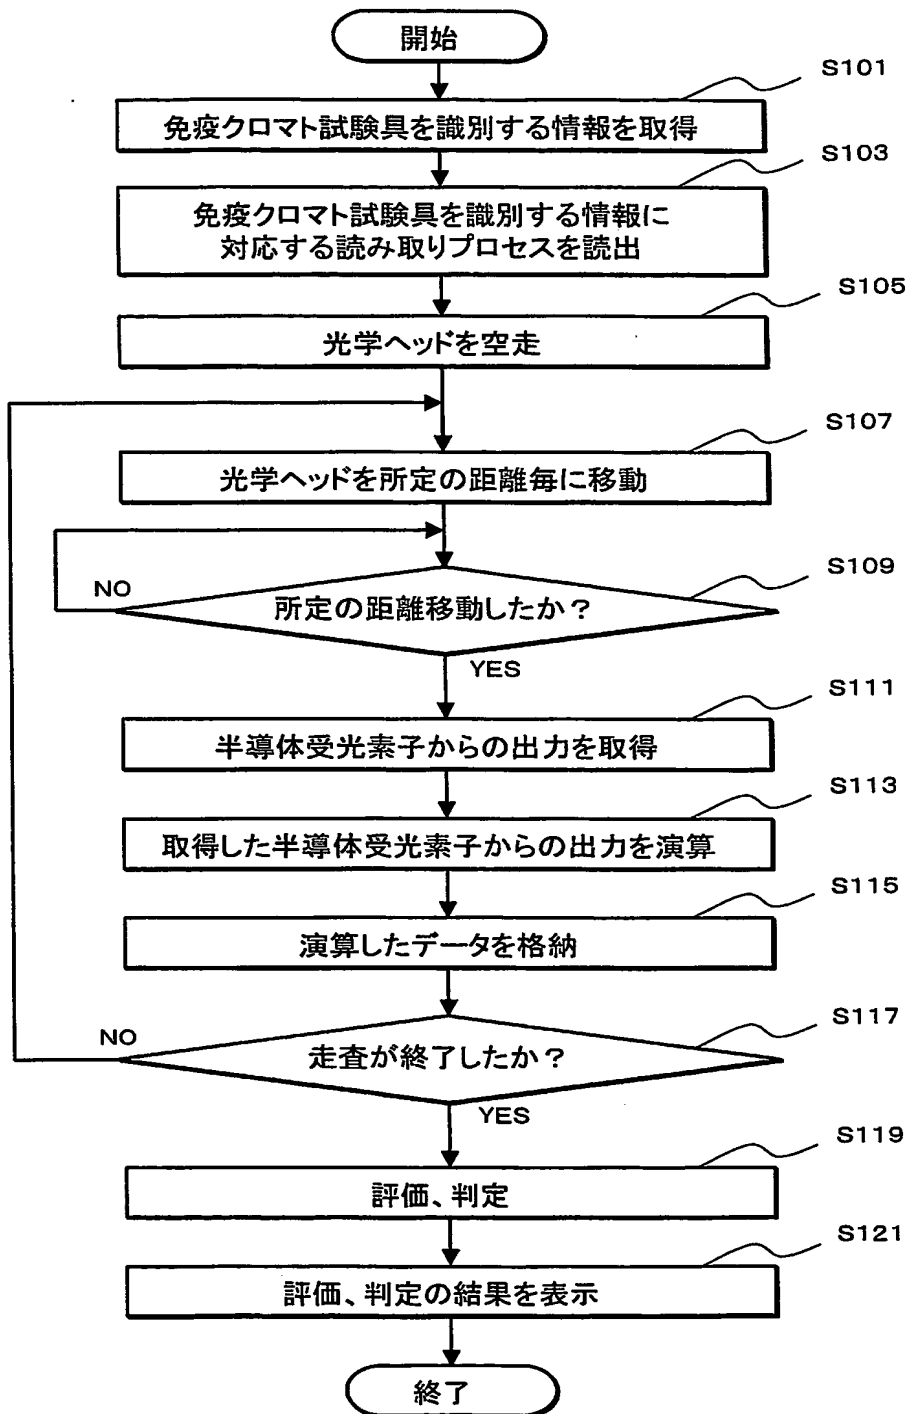 開始
S101
免疫クロマト試験具を識別する情報を取得
S103
免疫クロマト試験具を識別する情報に
対応する読み取りプロセスを読出
S105
光学ヘッドを空走
S107
光学ヘッドを所定の距離毎に移動
S109
NO
所定の距離移動したか?
YES
S111
半導体受光素子からの出力を取得
S113
取得した半導体受光素子からの出力を演算
S115
演算したデータを格納
S117
NO
走査が終了したか?
YES
S119
評価、判定
S121
評価、判定の結果を表示
終了